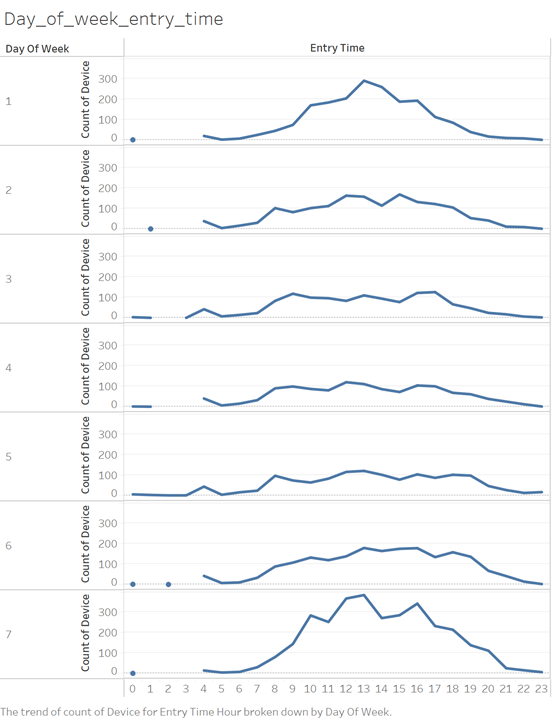 Day_of_week_entry_time
Day Of Week
Entry Time
1
Count of Device
300
200
100
0
2
Count of Device
300
200
100
0
3
Count of Device
300
200
100
0
4
Count of Device
300
200
100
0
5
Count of Device
300
200
100
0
6
Count of Device
300
200
100
0
7
Count of Device
300
200
100
0
0 1 2 3 4 5 6 7 8 9 10 11 12 13 14 15 16 17 18 19 20 21 22 23
The trend of count of Device for Entry Time Hour broken down by Day Of Week.